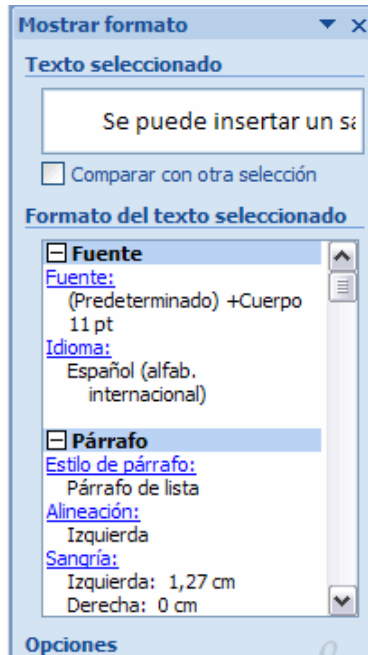 Mostrar formato
Texto seleccionado
Se puede insertar un sa
Comparar con otra selección
Formato del texto seleccionado
Fuente
Fuente:
(Predeterminado) +Cuerpo
11 pt
Idioma:
Español (alfab.
internacional)
Párrafo
Estilo de párrafo:
Párrafo de lista
Alineación:
Izquierda
Sangría:
Izquierda: 1,27 cm
Derecha: 0 cm
Opciones